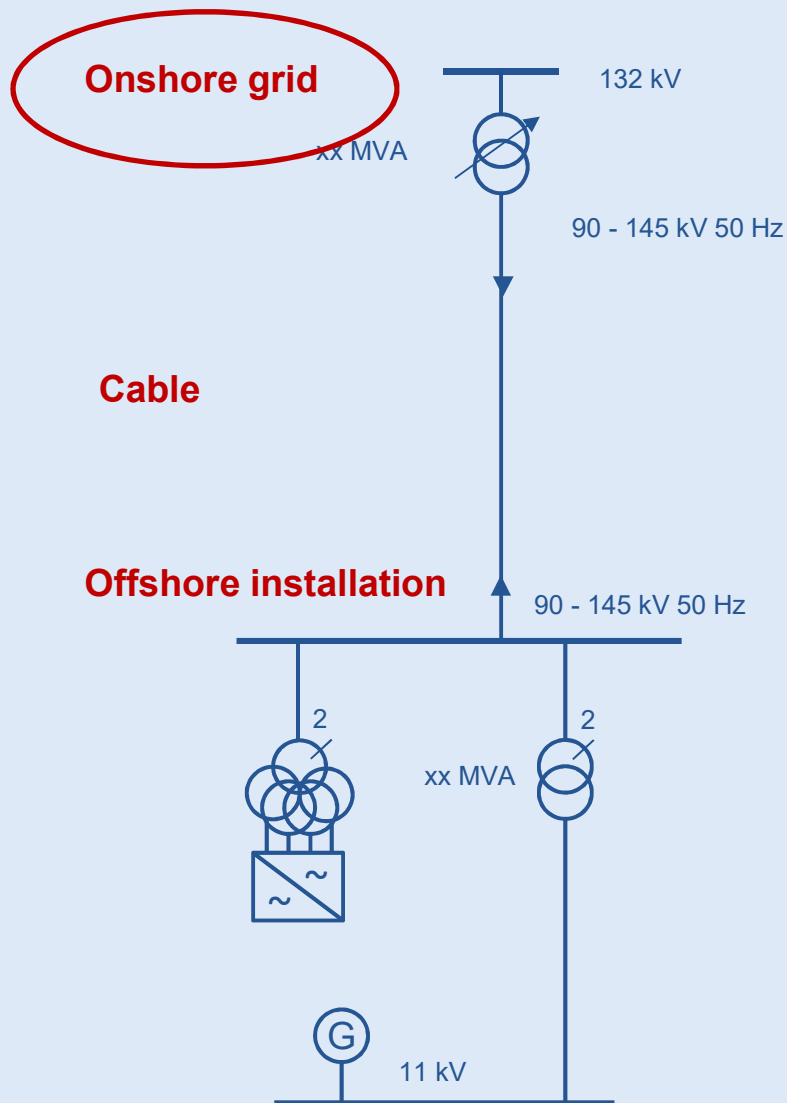 Onshore grid
132 kV
xx MVA
90 - 145 kV 50 Hz
Cable
Offshore installation
90 - 145 kV 50 Hz
2
2
xx MVA
~
~
G
11 kV